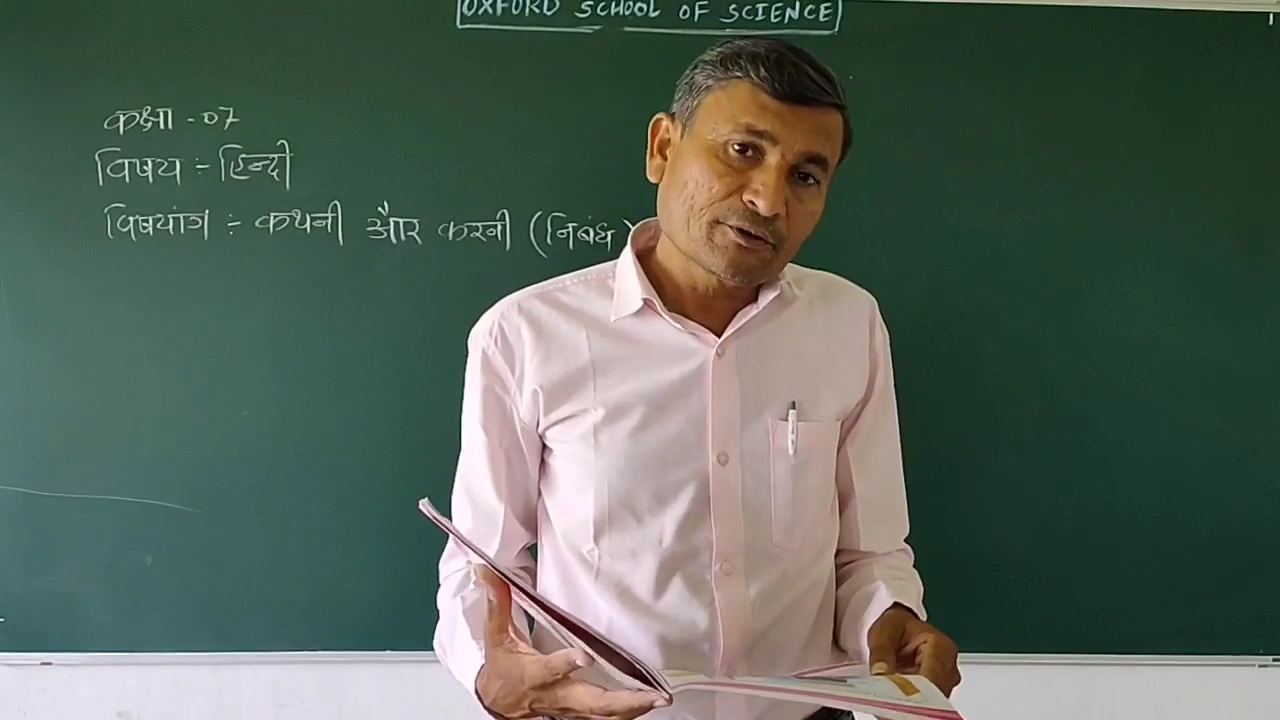 OXFORD SCHOOL OF SCIENCE
कक्षा - 07
विषय ÷ हिन्दी
विषयांग ÷ कथनी और करनी (निबंध)